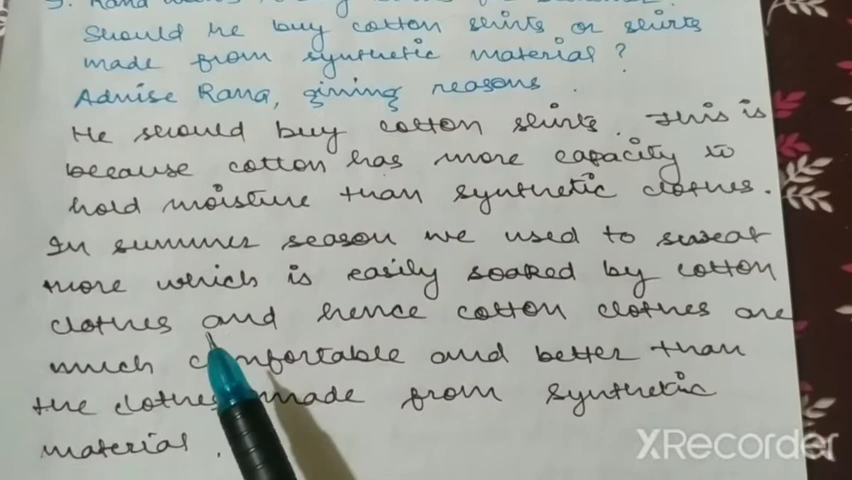 Should he buy cotton shirts or shirts
made from synthetic material?
Advise Rana, giving reasons.
He should buy cotton shirts. This is
because cotton has more capacity to
hold moisture than synthetic clothes.
In summer season we used to sweat
more which is easily soaked by cotton
clothes and hence cotton clothes are
much comfortable and better than
the clothes made from synthetic
material.
XRecorder